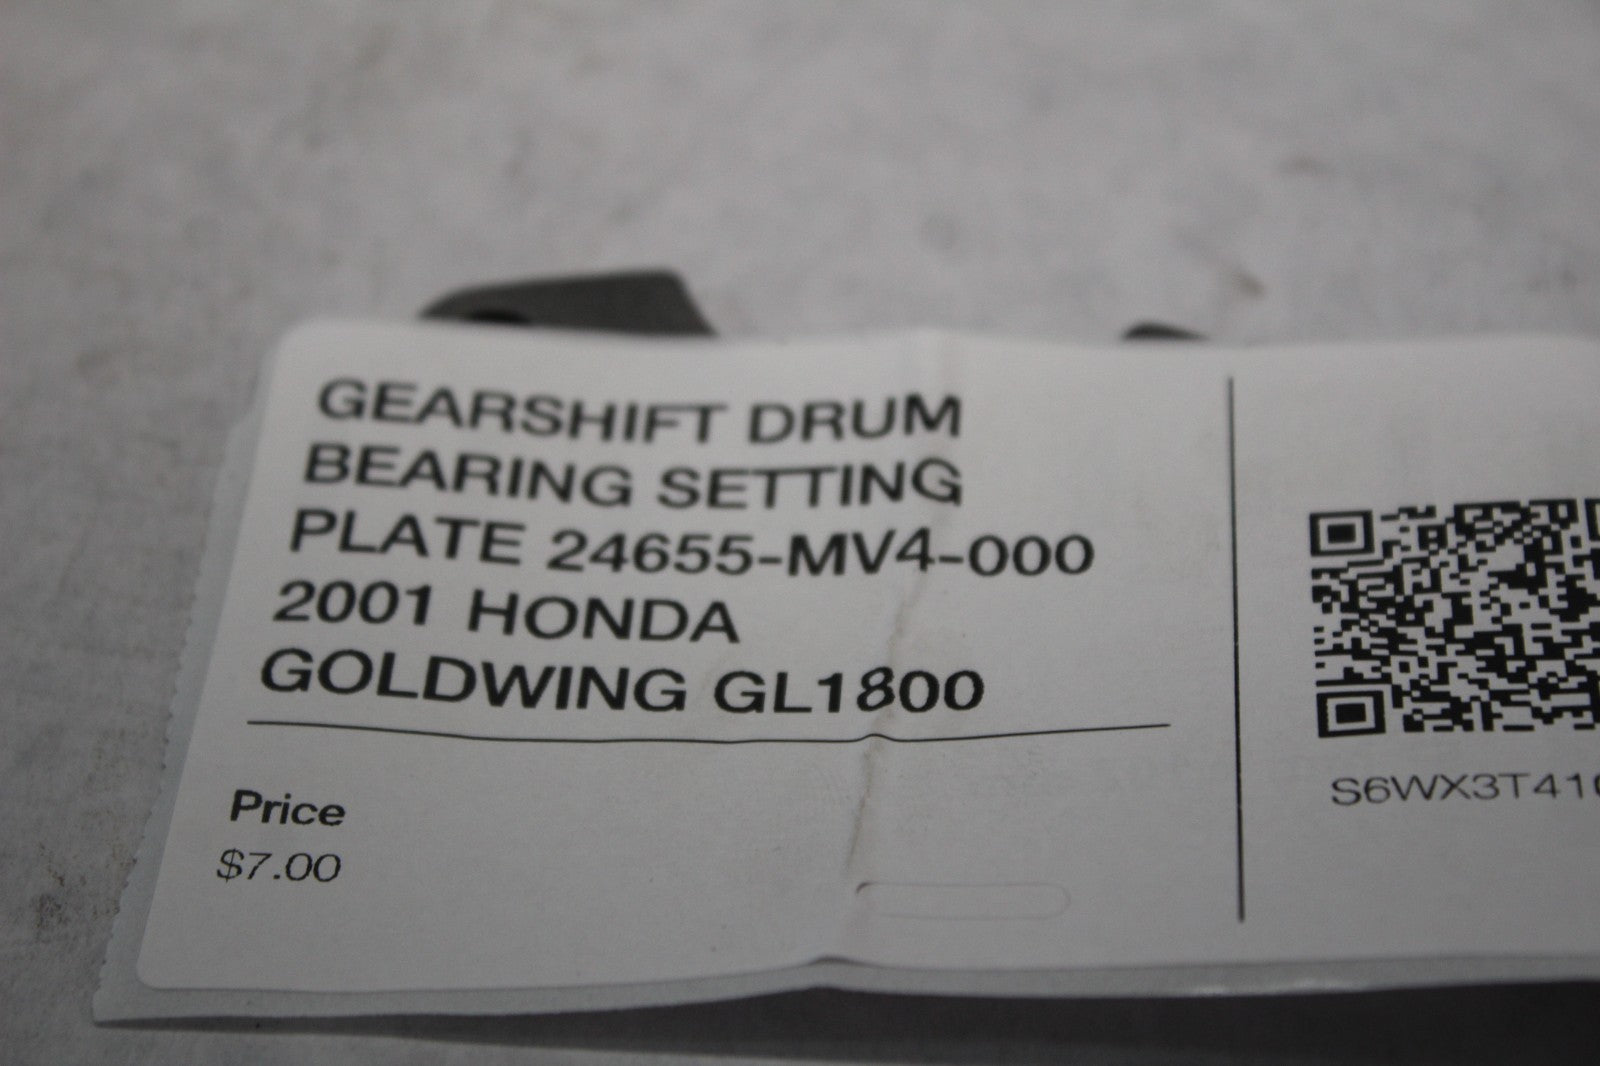 GEARSHIFT DRUM
BEARING SETTING
PLATE 24655-MV4-000
2001 HONDA
GOLDWING GL1800
Price
$7.00